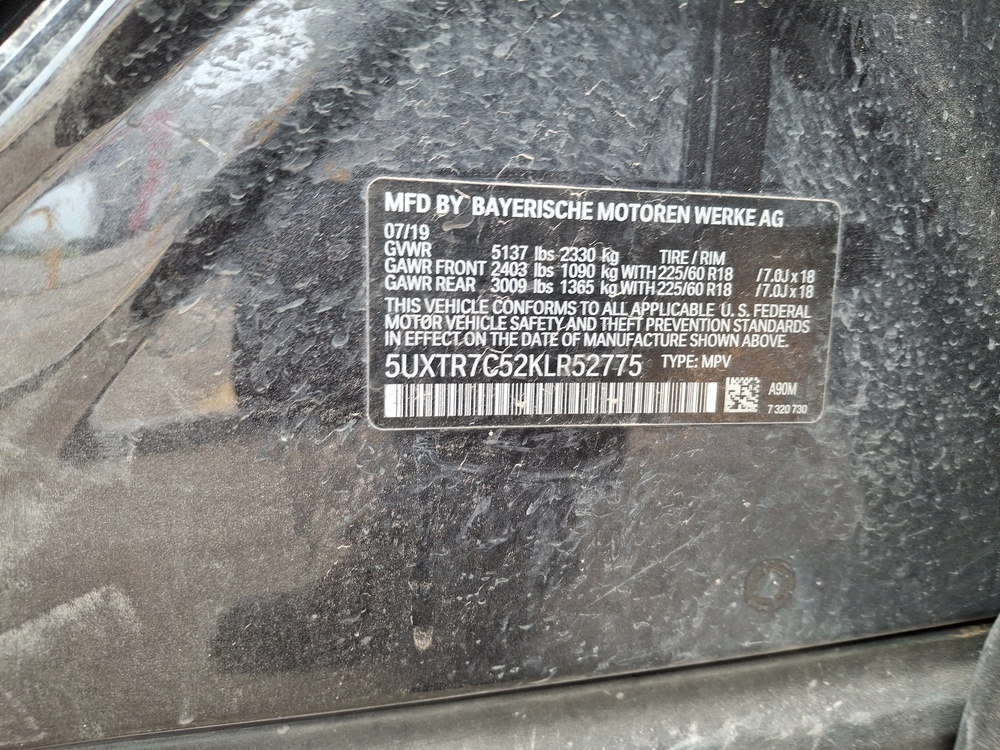 MFD BY BAYERISCHE MOTOREN WERKE AG
07/19
GVWR 5137 lbs 2330 kg TIRE / RIM
GAWR FRONT 2403 lbs 1090 kg WITH 225/60 R18 /7.0J x 18
GAWR REAR 3009 lbs 1365 kg WITH 225/60 R18 /7.0J x 18
THIS VEHICLE CONFORMS TO ALL APPLICABLE U. S. FEDERAL
MOTOR VEHICLE SAFETY AND THEFT PREVENTION STANDARDS
IN EFFECT ON THE DATE OF MANUFACTURE SHOWN ABOVE.
5UXTR7C52KLR52775 TYPE: MPV
A90M
7 320 730